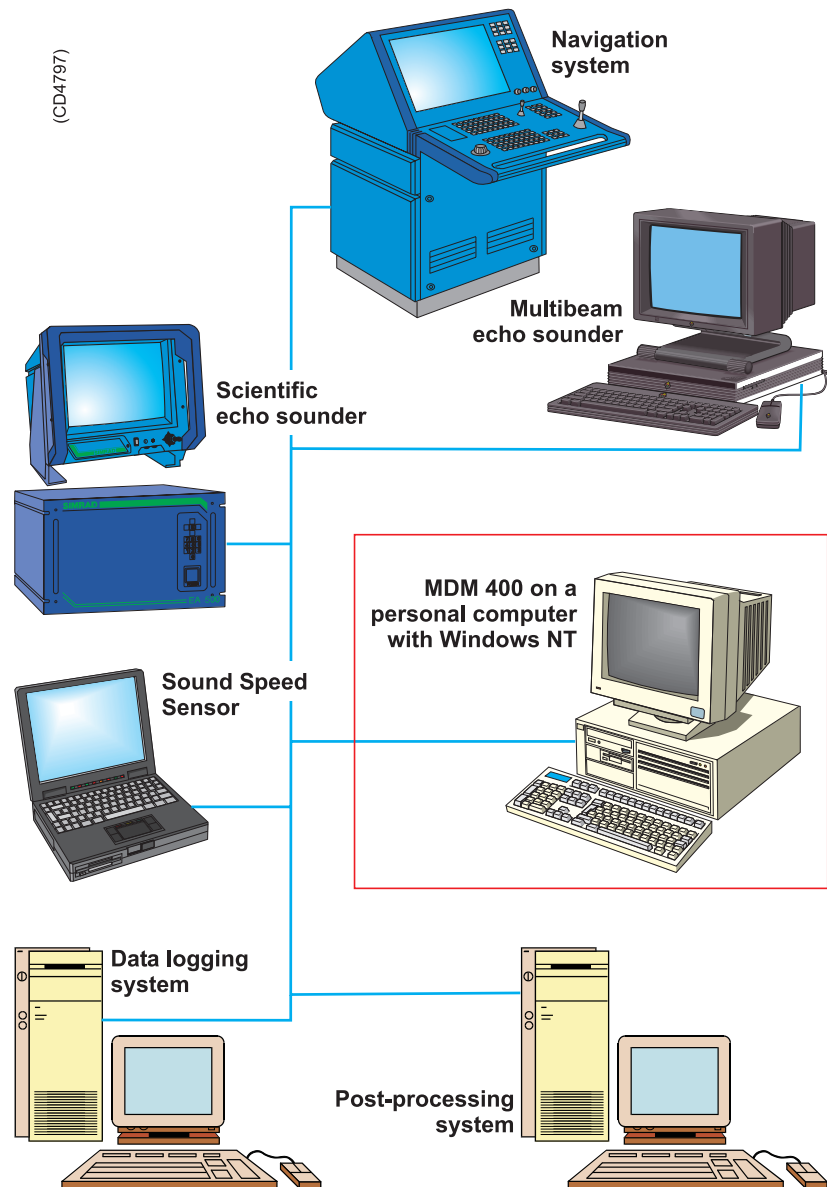 (CD4797)
Navigation
system
Multibeam
echo sounder
Scientific
echo sounder
SIMRAD
MDM 400 on a
personal computer
with Windows NT
Sound Speed
Sensor
Data logging
system
Post-processing
system